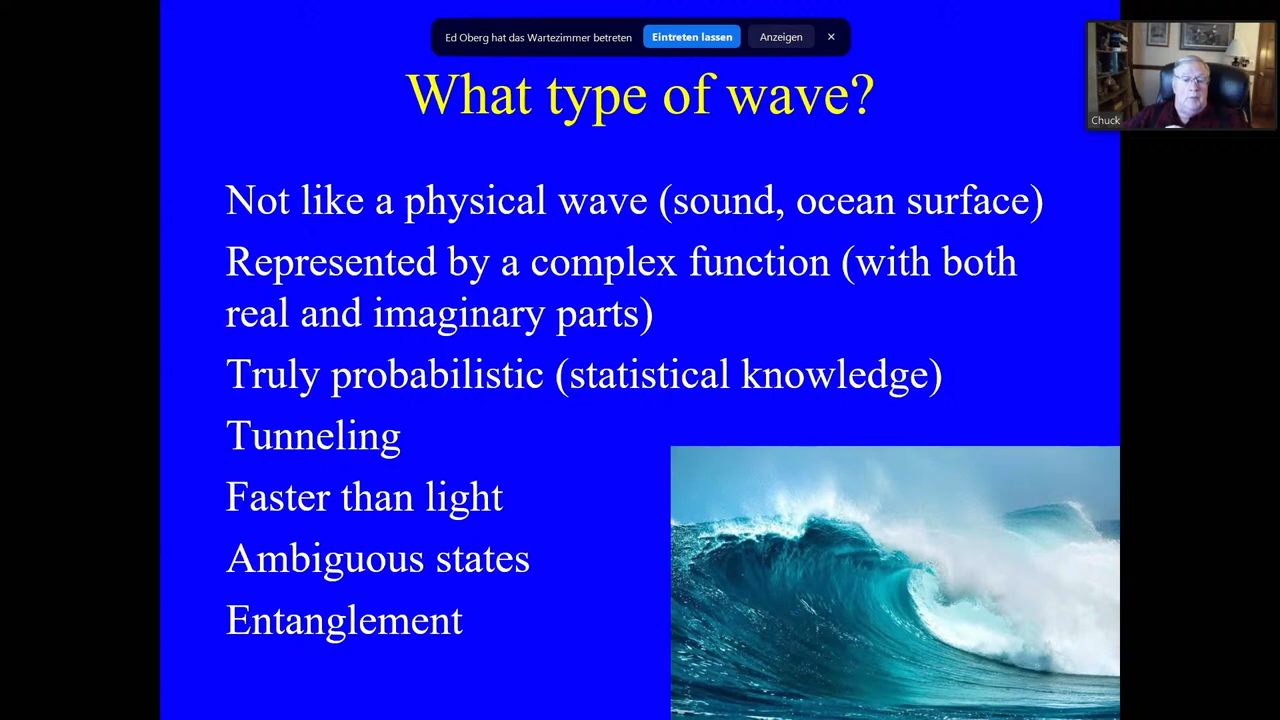 Ed Oberg hat das Wartezimmer betreten Eintreten lassen Anzeigen ×
What type of wave?
Chuck
Not like a physical wave (sound, ocean surface)
Represented by a complex function (with both
real and imaginary parts)
Truly probabilistic (statistical knowledge)
Tunneling
Faster than light
Ambiguous states
Entanglement